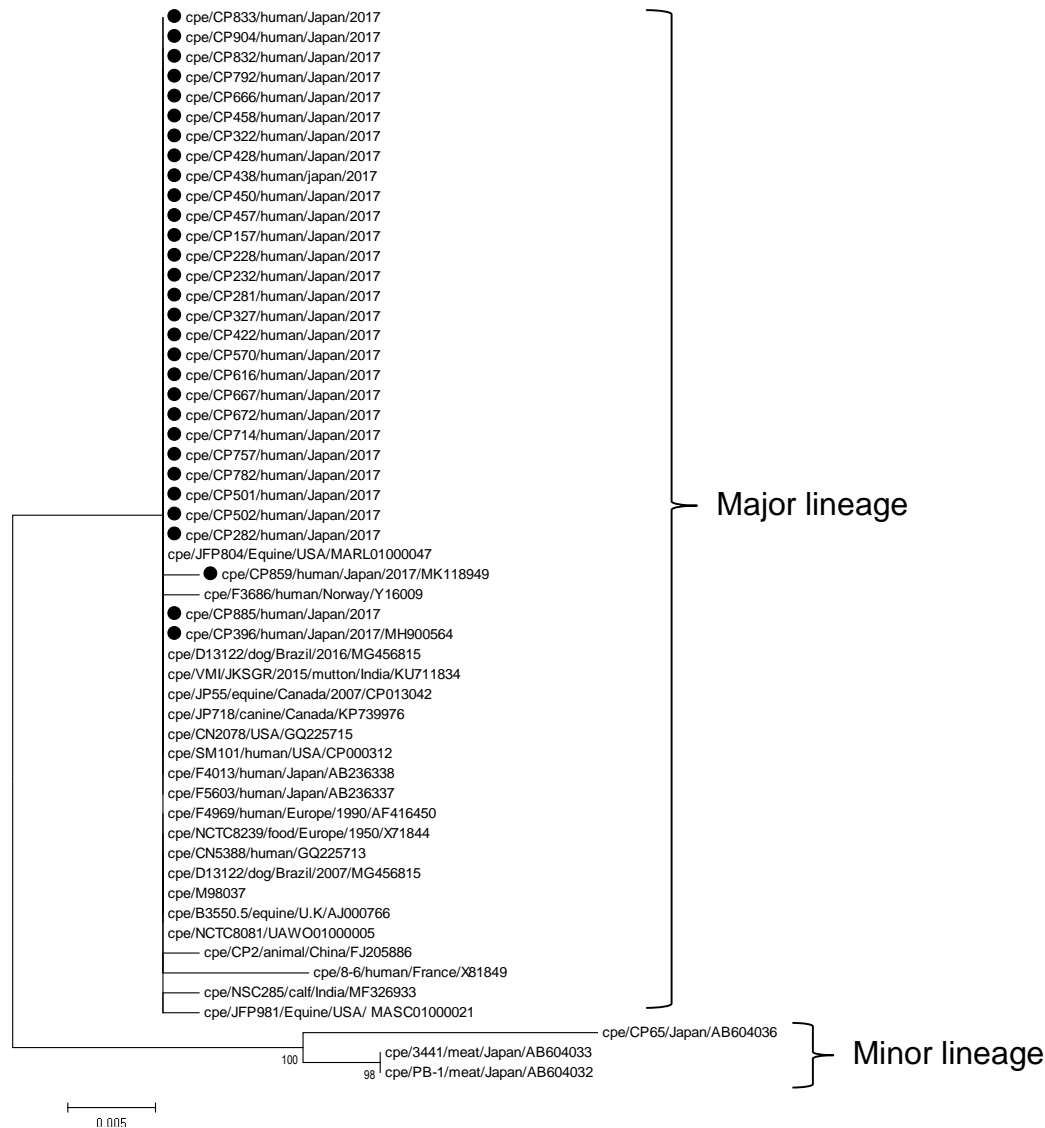 cpe/CP833/human/Japan/2017
cpe/CP904/human/Japan/2017
cpe/CP832/human/Japan/2017
cpe/CP792/human/Japan/2017
cpe/CP666/human/Japan/2017
cpe/CP458/human/Japan/2017
cpe/CP322/human/Japan/2017
cpe/CP428/human/Japan/2017
cpe/CP438/human/japan/2017
cpe/CP450/human/Japan/2017
cpe/CP457/human/Japan/2017
cpe/CP157/human/Japan/2017
cpe/CP228/human/Japan/2017
cpe/CP232/human/Japan/2017
cpe/CP281/human/Japan/2017
cpe/CP327/human/Japan/2017
cpe/CP422/human/Japan/2017
cpe/CP570/human/Japan/2017
cpe/CP616/human/Japan/2017
cpe/CP667/human/Japan/2017
cpe/CP672/human/Japan/2017
cpe/CP714/human/Japan/2017
cpe/CP757/human/Japan/2017
cpe/CP782/human/Japan/2017
cpe/CP501/human/Japan/2017
Major lineage
cpe/CP502/human/Japan/2017
cpe/CP282/human/Japan/2017
cpe/JFP804/Equine/USA/MARL01000047
cpe/CP859/human/Japan/2017/MK118949
cpe/F3686/human/Norway/Y16009
cpe/CP885/human/Japan/2017
cpe/CP396/human/Japan/2017/MH900564
cpe/D13122/dog/Brazil/2016/MG456815
cpe/VMI/JKSGR/2015/mutton/India/KU711834
cpe/JP55/equine/Canada/2007/CP013042
cpe/JP718/canine/Canada/KP739976
cpe/CN2078/USA/GQ225715
cpe/SM101/human/USA/CP000312
cpe/F4013/human/Japan/AB236338
cpe/F5603/human/Japan/AB236337
cpe/F4969/human/Europe/1990/AF416450
cpe/NCTC8239/food/Europe/1950/X71844
cpe/CN5388/human/GQ225713
cpe/D13122/dog/Brazil/2007/MG456815
cpe/M98037
cpe/B3550.5/equine/U.K/AJ000766
cpe/NCTC8081/UAWO01000005
cpe/CP2/animal/China/FJ205886
cpe/8-6/human/France/X81849
cpe/NSC285/calf/India/MF326933
cpe/JFP981/Equine/USA/ MASC01000021
cpe/CP65/Japan/AB604036
100
cpe/3441/meat/Japan/AB604033
Minor lineage
98
cpe/PB-1/meat/Japan/AB604032
0.005